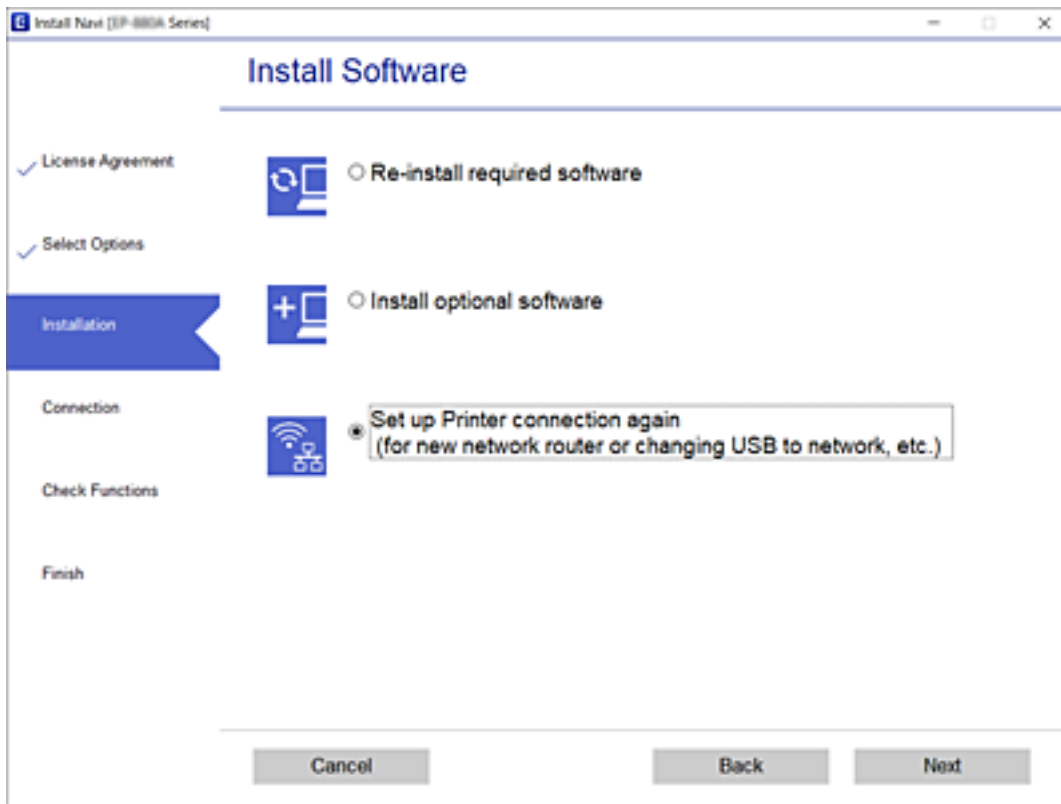 Install Navi [ Series]
Install Software
License Agreement
Select Options
Installation
Connection
Check Functions
Finish
Re-install required software
Install optional software
Set up Printer connection again
(for new network router or changing USB to network, etc.)
Cancel
Back
Next